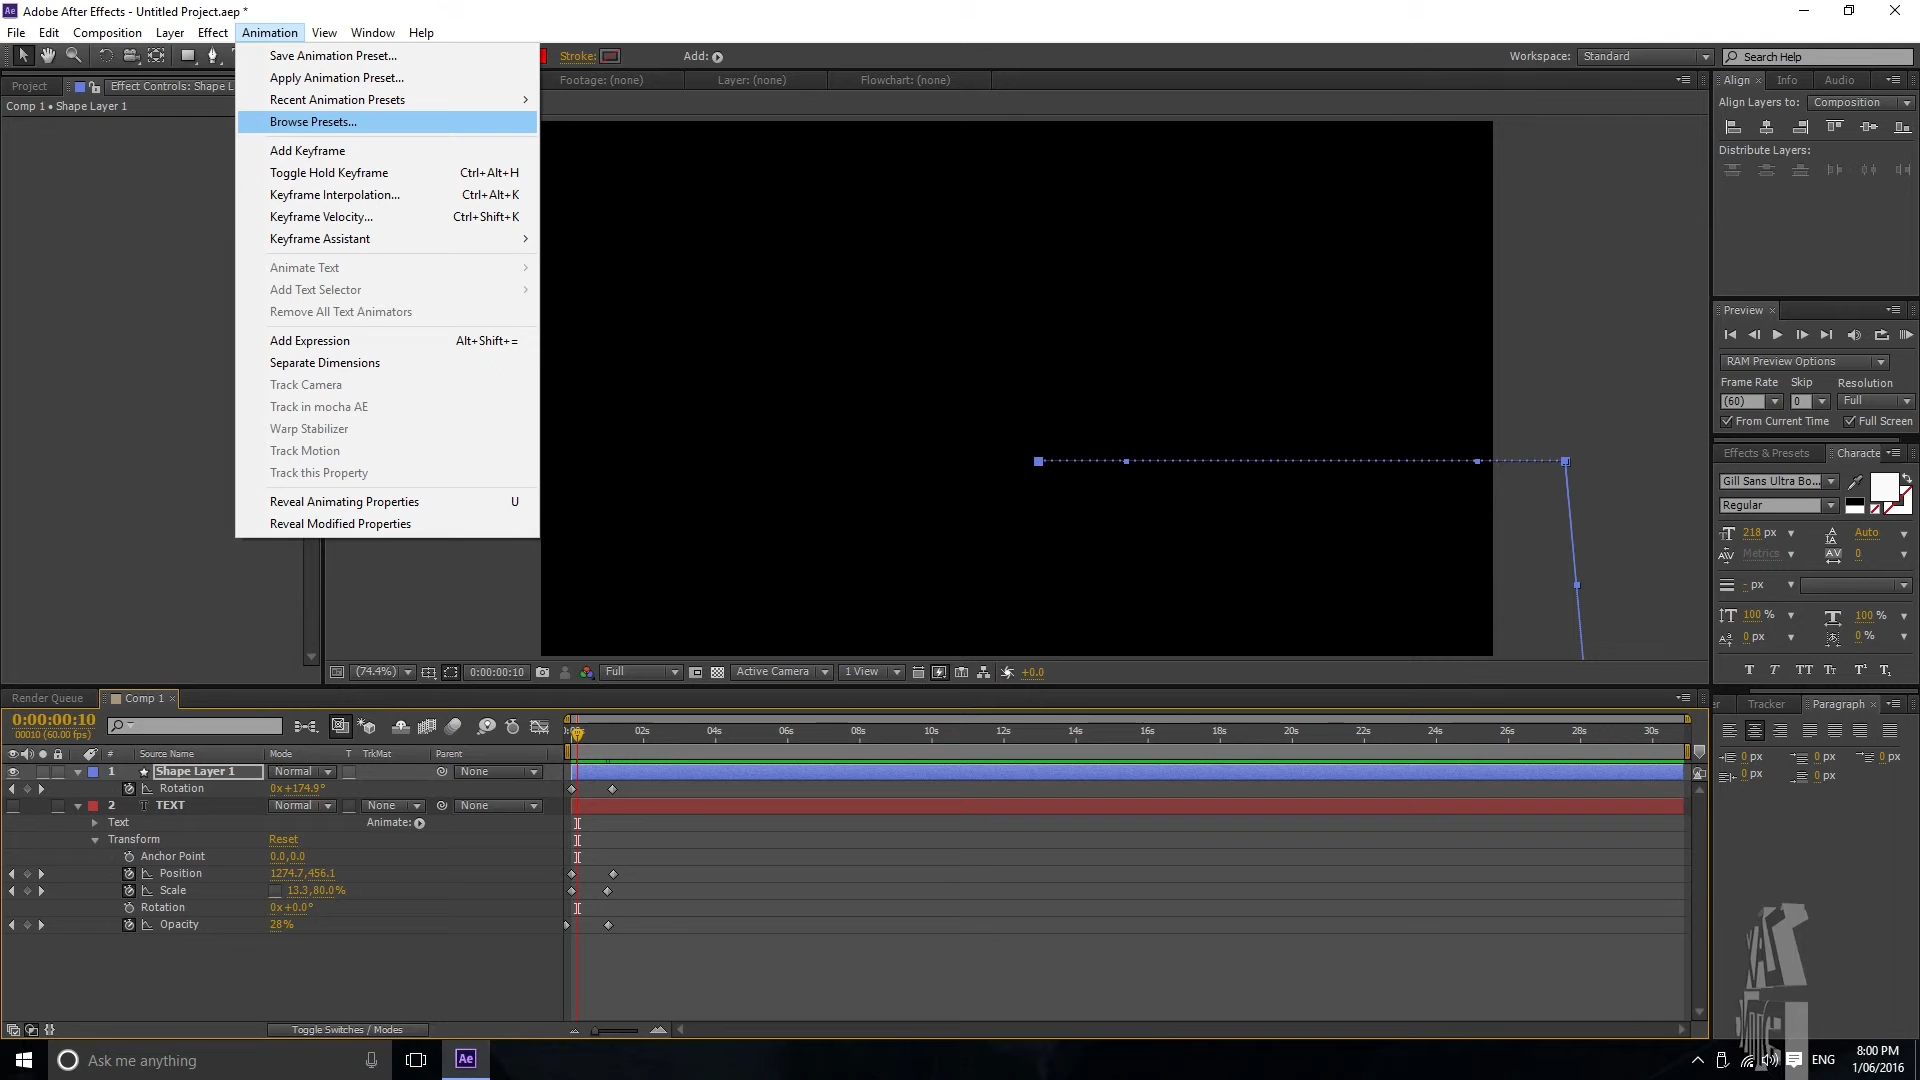 Adobe After Effects - Untitled Project.aep *
File Edit Composition Layer Effect Animation View Window Help
Stroke: Add: Workspace: Standard Search Help
Save Animation Preset...
Apply Animation Preset...
Recent Animation Presets
Browse Presets...
Add Keyframe
Toggle Hold Keyframe Ctrl+Alt+H
Keyframe Interpolation... Ctrl+Alt+K
Keyframe Velocity... Ctrl+Shift+K
Keyframe Assistant
Animate Text
Add Text Selector
Remove All Text Animators
Add Expression Alt+Shift+=
Separate Dimensions
Track Camera
Track in mocha AE
Warp Stabilizer
Track Motion
Track this Property
Reveal Animating Properties U
Reveal Modified Properties
Project Effect Controls: Shape L
Comp 1 • Shape Layer 1
Footage: (none) Layer: (none) Flowchart: (none)
Align Info Audio
Align Layers to: Composition
Distribute Layers:
Preview
RAM Preview Options
Frame Rate Skip Resolution
(60) 0 Full
From Current Time Full Screen
Effects & Presets Characte
Gill Sans Ultra Bo...
Regular
218 px Auto
Metrics 0
- px
100 % 100 %
0 px 0 %
T T TT Tt T¹ T₁
(74.4%) 0:00:00:10 Full Active Camera 1 View +0.0
Render Queue Comp 1
0:00:00:10
00010 (60.00 fps)
02s 04s 06s 08s 10s 12s 14s 16s 18s 20s 22s 24s 26s 28s 30s
# Source Name Mode T TrkMat Parent
1 Shape Layer 1 Normal None
Rotation 0x+174.9°
2 T TEXT Normal None None
Text Animate:
Transform Reset
Anchor Point 0.0,0.0
Position 1274.7,456.1
Scale 13.3,80.0%
Rotation 0x+0.0°
Opacity 28%
Toggle Switches / Modes
er Tracker Paragraph
0 px 0 px 0 px
0 px 0 px
Ask me anything
Ae
ENG
8:00 PM
1/06/2016